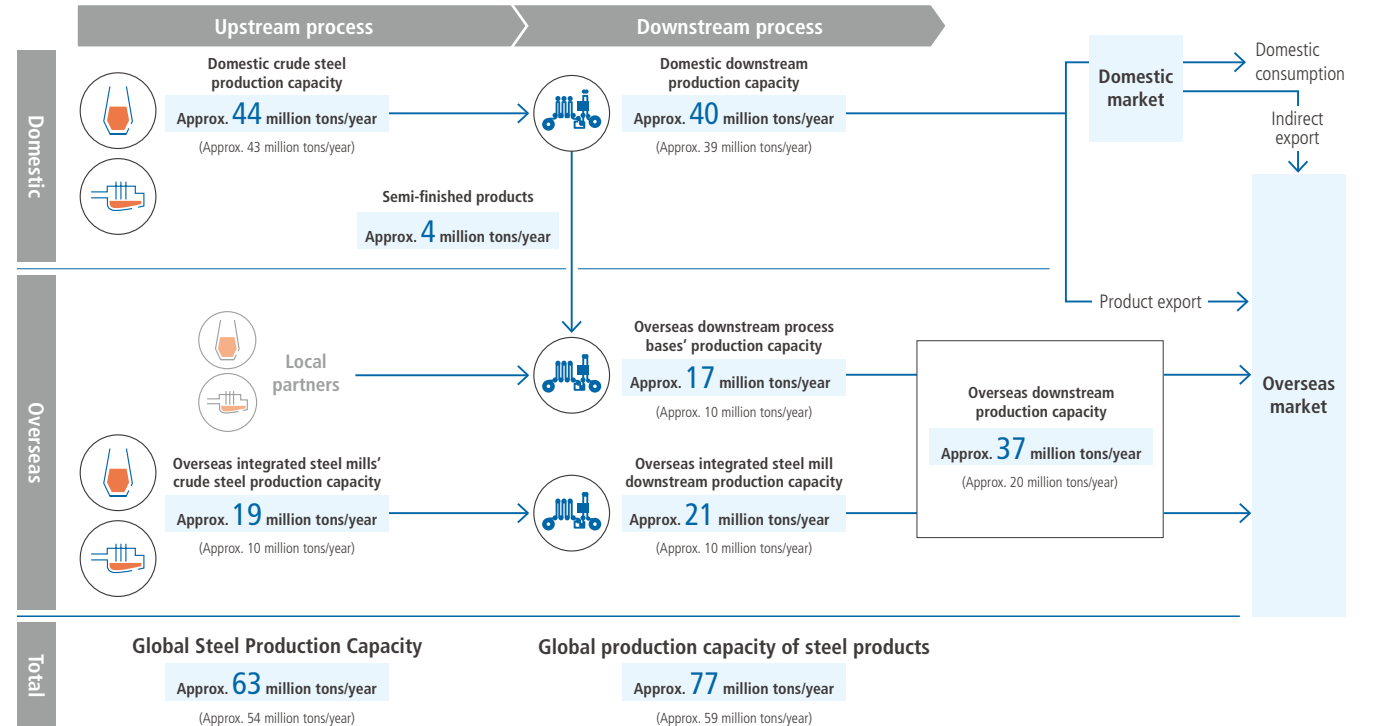 Upstream process
Downstream process
Domestic
Domestic crude steel
production capacity
Approx. 44 million tons/year
(Approx. 43 million tons/year)
Domestic downstream
production capacity
Approx. 40 million tons/year
(Approx. 39 million tons/year)
Domestic
market
Domestic
consumption
Indirect
export
Semi-finished products
Approx. 4 million tons/year
Product export
Overseas
market
Overseas
Local
partners
Overseas downstream process
bases’ production capacity
Approx. 17 million tons/year
(Approx. 10 million tons/year)
Overseas downstream
production capacity
Approx. 37 million tons/year
(Approx. 20 million tons/year)
Overseas integrated steel mills’
crude steel production capacity
Approx. 19 million tons/year
(Approx. 10 million tons/year)
Overseas integrated steel mill
downstream production capacity
Approx. 21 million tons/year
(Approx. 10 million tons/year)
Total
Global Steel Production Capacity
Approx. 63 million tons/year
(Approx. 54 million tons/year)
Global production capacity of steel products
Approx. 77 million tons/year
(Approx. 59 million tons/year)